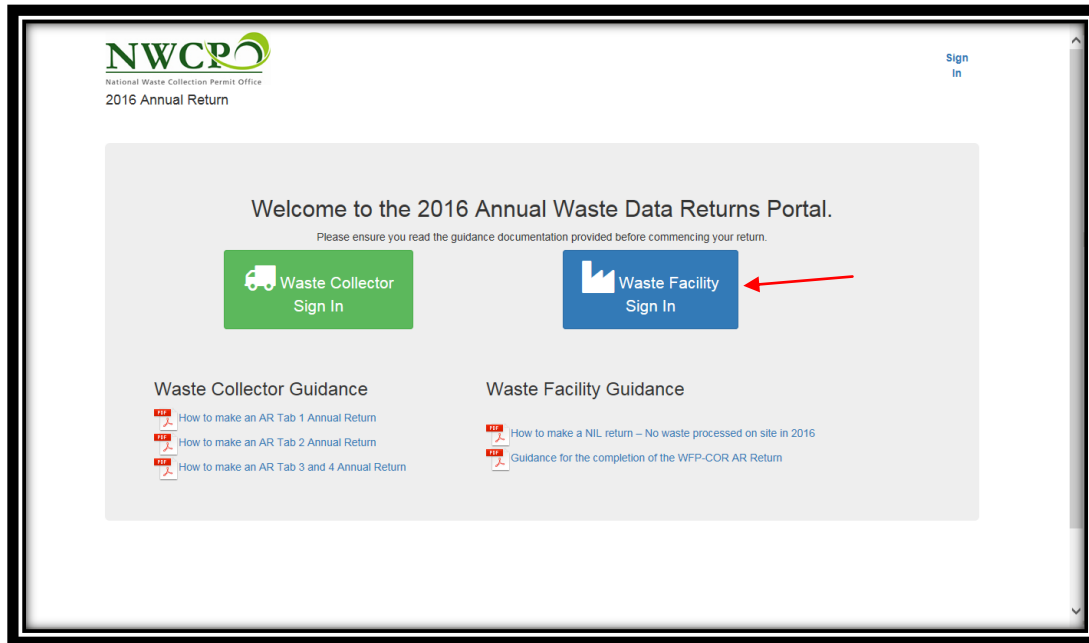 NWCPO
National Waste Collection Permit Office
2016 Annual Return
Sign
In
Welcome to the 2016 Annual Waste Data Returns Portal.
Please ensure you read the guidance documentation provided before commencing your return.
Waste Collector
Sign In
Waste Facility
Sign In
Waste Collector Guidance
PDF How to make an AR Tab 1 Annual Return
PDF How to make an AR Tab 2 Annual Return
PDF How to make an AR Tab 3 and 4 Annual Return
Waste Facility Guidance
PDF How to make a NIL return – No waste processed on site in 2016
PDF Guidance for the completion of the WFP-COR AR Return